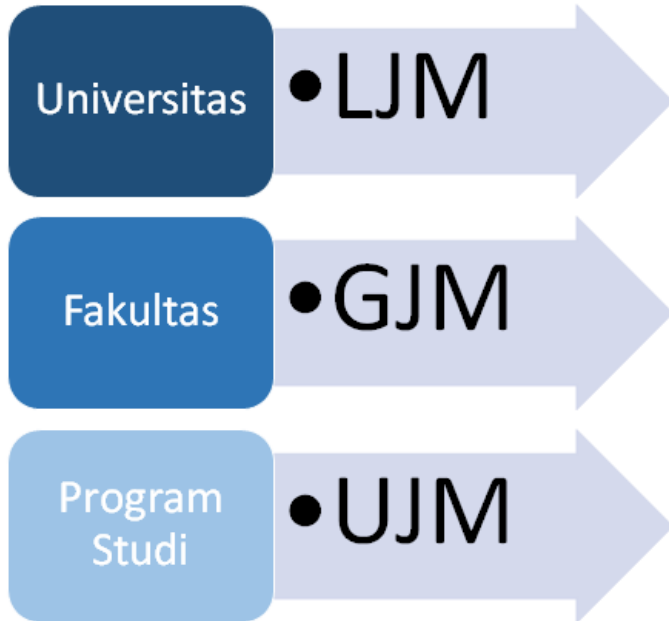 Universitas
• LJM
Fakultas
• GJM
Program
Studi
• UJM